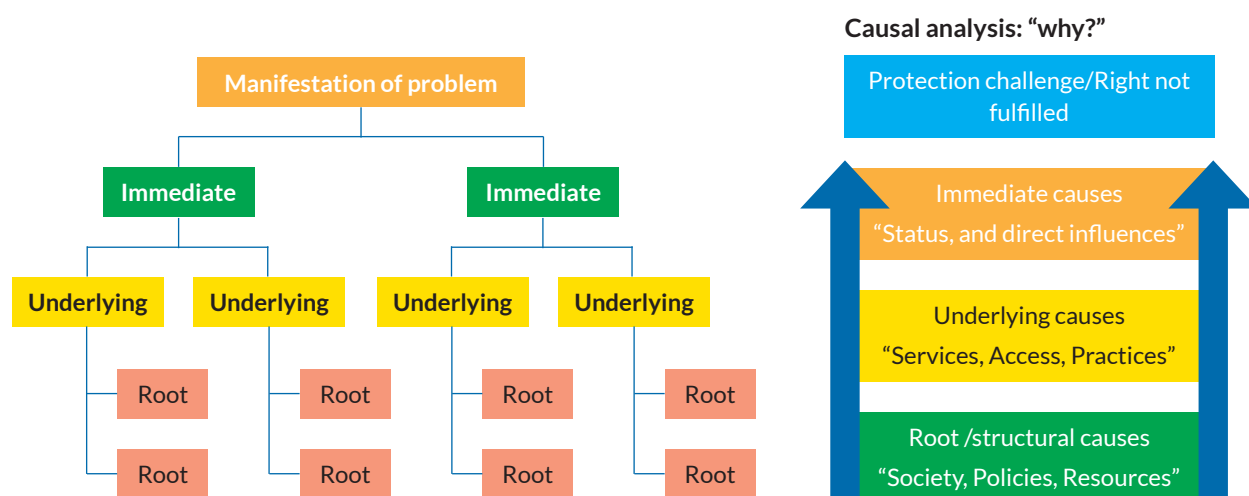 Manifestation of problem
Immediate
Immediate
Underlying
Underlying
Underlying
Underlying
Root
Root
Root
Root
Root
Root
Root
Root
Causal analysis: “why?”
Protection challenge/Right not
fulfilled
Immediate causes
“Status, and direct influences”
Underlying causes
“Services, Access, Practices”
Root /structural causes
“Society, Policies, Resources”